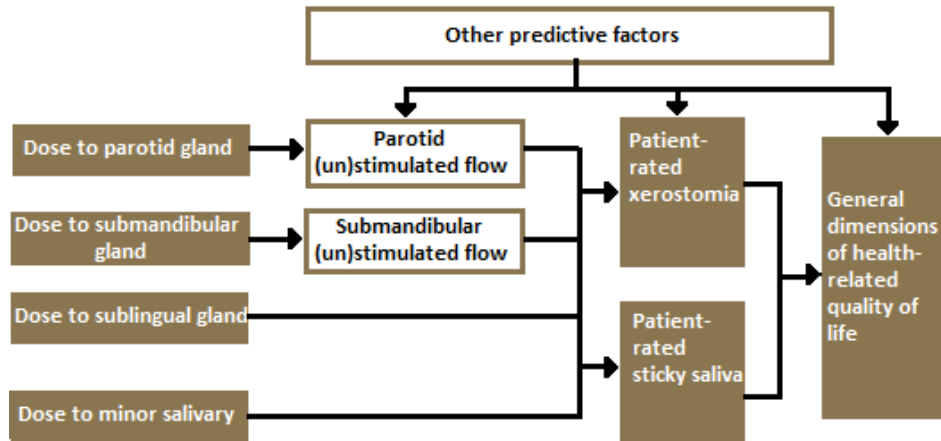 Other predictive factors
Dose to parotid gland
Parotid
(un)stimulated flow
Patient-
rated
xerostomia
General
dimensions
of health-
related
quality of
life
Dose to submandibular
gland
Submandibular
(un)stimulated flow
Dose to sublingual gland
Patient-
rated
sticky saliva
Dose to minor salivary